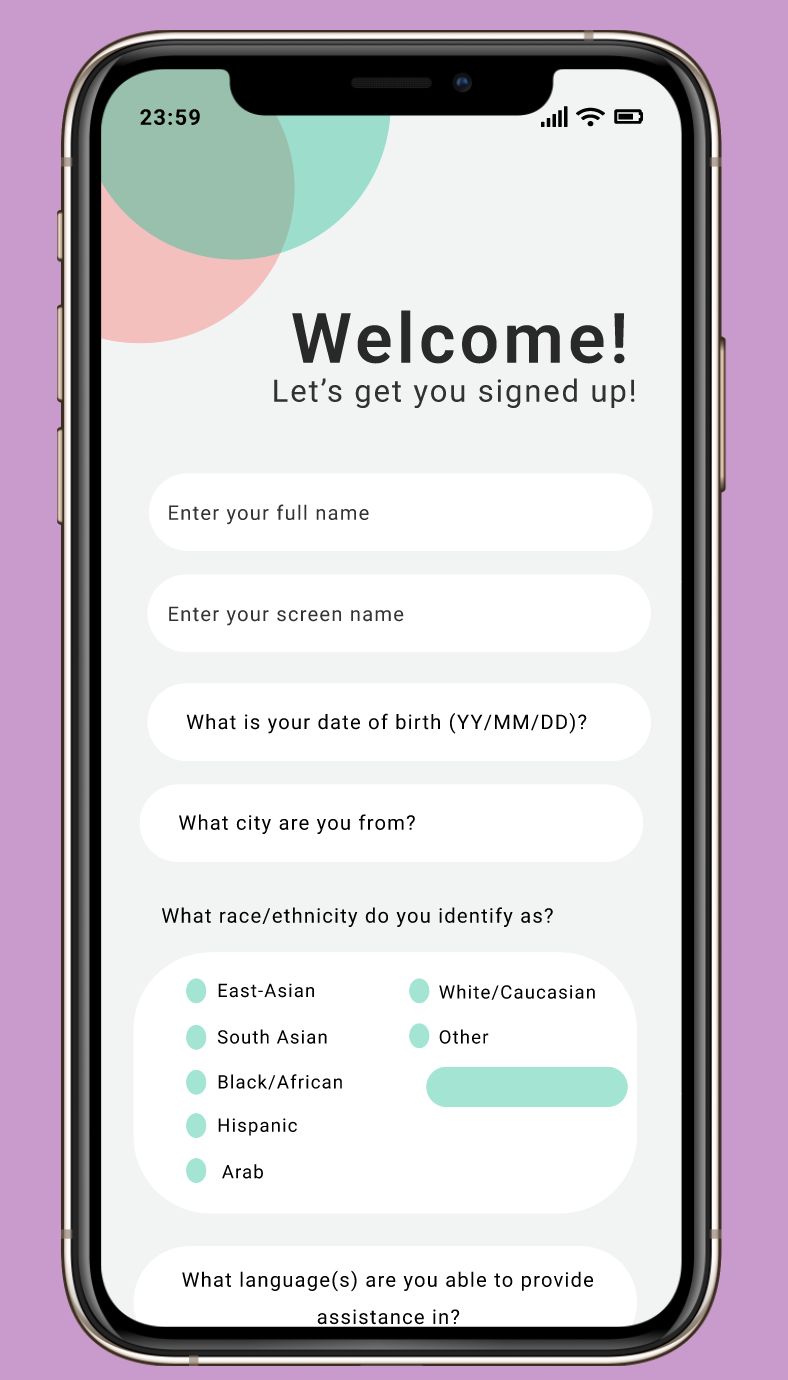 23:59
Welcome!
Let’s get you signed up!
Enter your full name
Enter your screen name
What is your date of birth (YY/MM/DD)?
What city are you from?
What race/ethnicity do you identify as?
East-Asian
South Asian
Black/African
Hispanic
Arab
White/Caucasian
Other
What language(s) are you able to provide
assistance in?